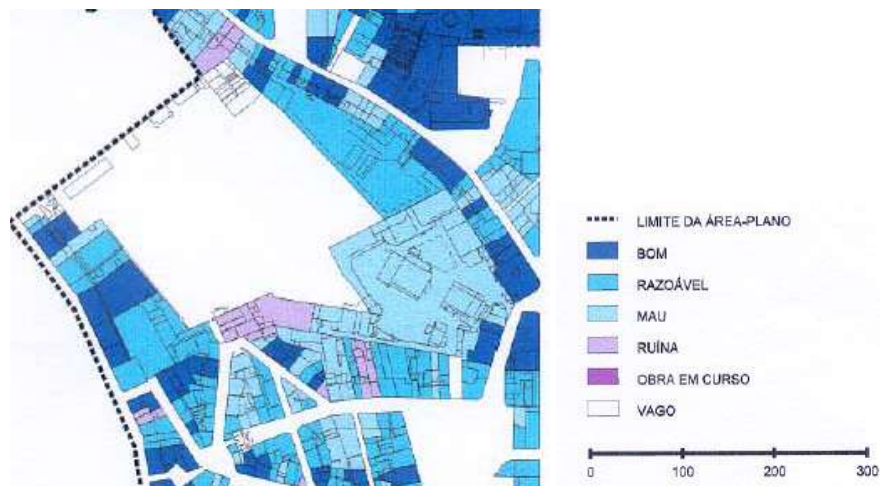 LIMITE DA ÁREA-PLANO
BOM
RAZOÁVEL
MAU
RUÍNA
OBRA EM CURSO
VAGO
0 100 200 300